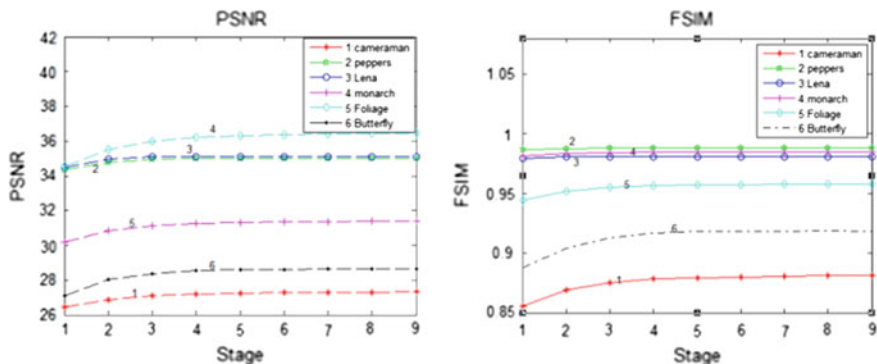 PSNR
42
40
38
36
34
32
30
28
26
PSNR
1 cameraman
2 peppers
3 Lena
4 monarch
5 Foliage
6 Butterfly
4
3
2
5
6
1
1 2 3 4 5 6 7 8 9
Stage
FSIM
1.05
1
0.95
0.9
0.85
FSIM
1 cameraman
2 peppers
3 Lena
4 monarch
5 Foliage
6 Butterfly
2
4
3
5
6
1
1 2 3 4 5 6 7 8 9
Stage